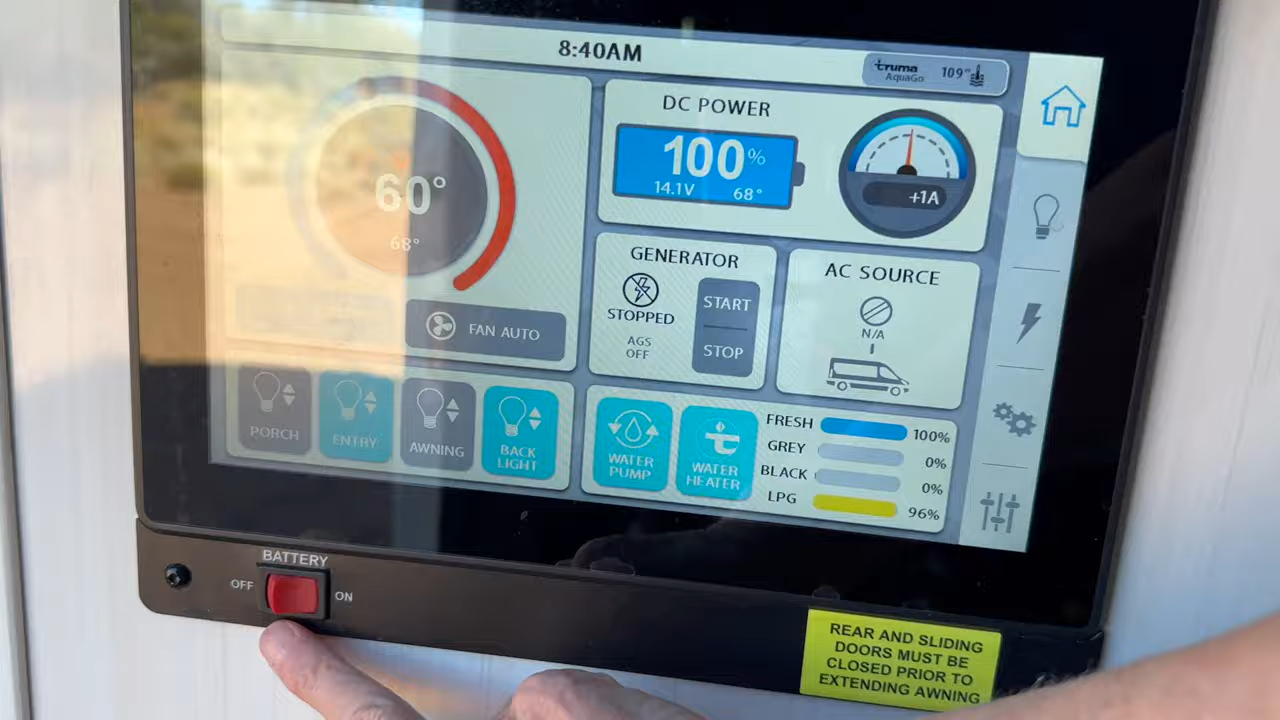 8:40AM
truma
AquaGo
109°
60°
68°
FAN AUTO
DC POWER
100%
14.1V 68°
+1A
GENERATOR
STOPPED
AGS
OFF
START
STOP
AC SOURCE
N/A
PORCH
ENTRY
AWNING
BACK
LIGHT
WATER
PUMP
WATER
HEATER
FRESH 100%
GREY 0%
BLACK 0%
LPG 96%
BATTERY
OFF ON
REAR AND SLIDING
DOORS MUST BE
CLOSED PRIOR TO
EXTENDING AWNING